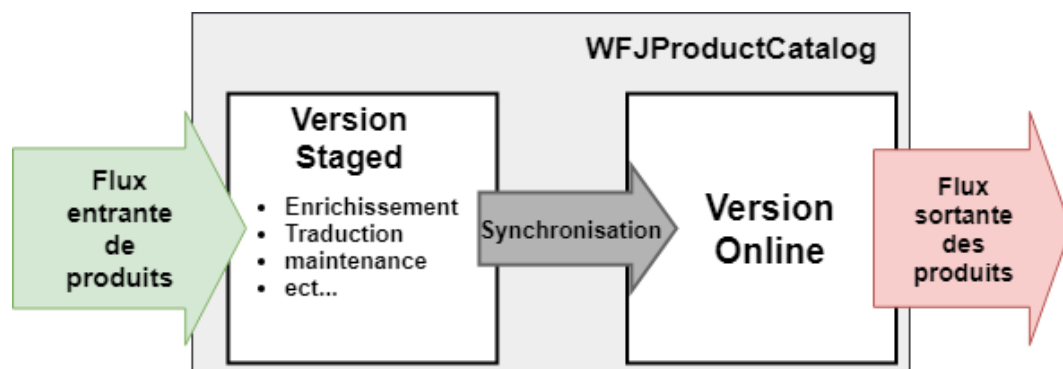 WFJProductCatalog
Flux
entrante
de
produits
Version
Staged
• Enrichissement
• Traduction
• maintenance
• ect...
Synchronisation
Version
Online
Flux
sortante
des
produits